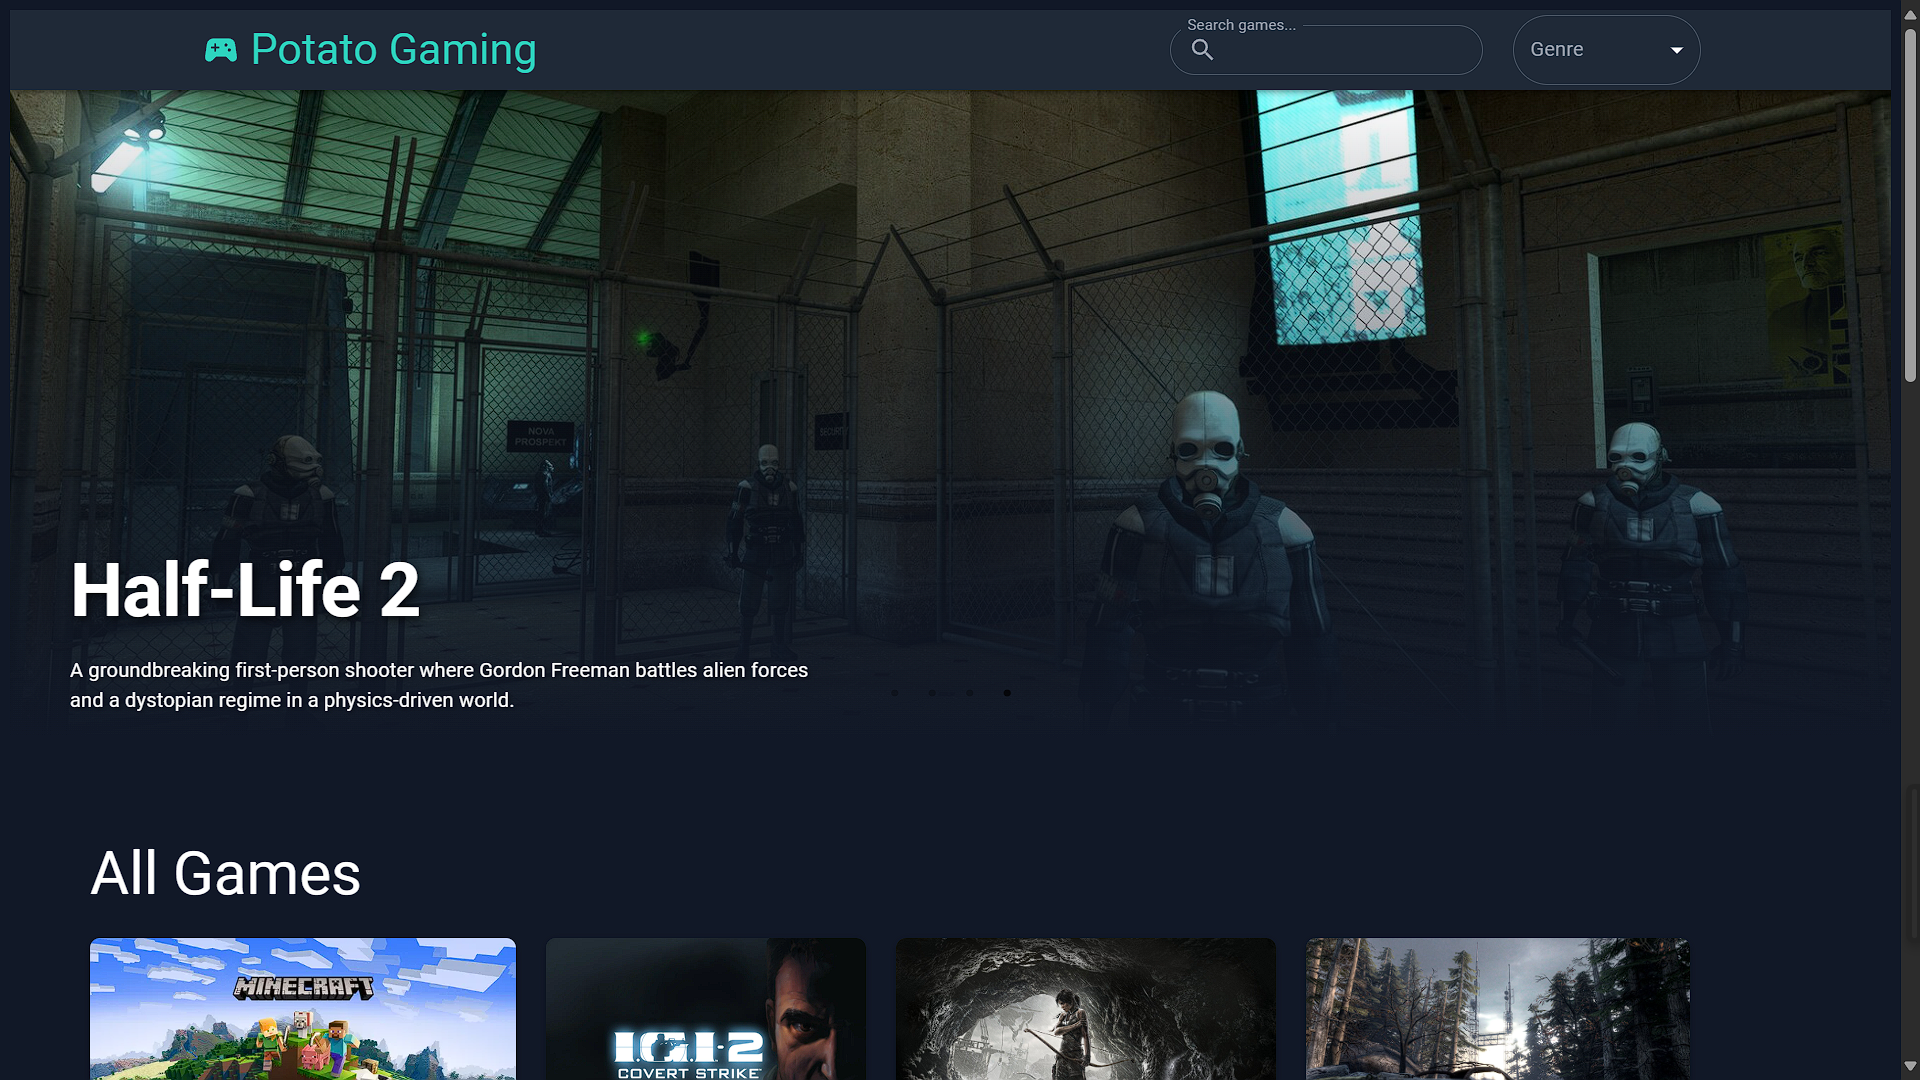 Potato Gaming
Search games...
Genre
NOVA
PROSPEKT
SECURITY
Half-Life 2
A groundbreaking first-person shooter where Gordon Freeman battles alien forces
and a dystopian regime in a physics-driven world.
All Games
MINECRAFT
I.G.I-2
COVERT STRIKE